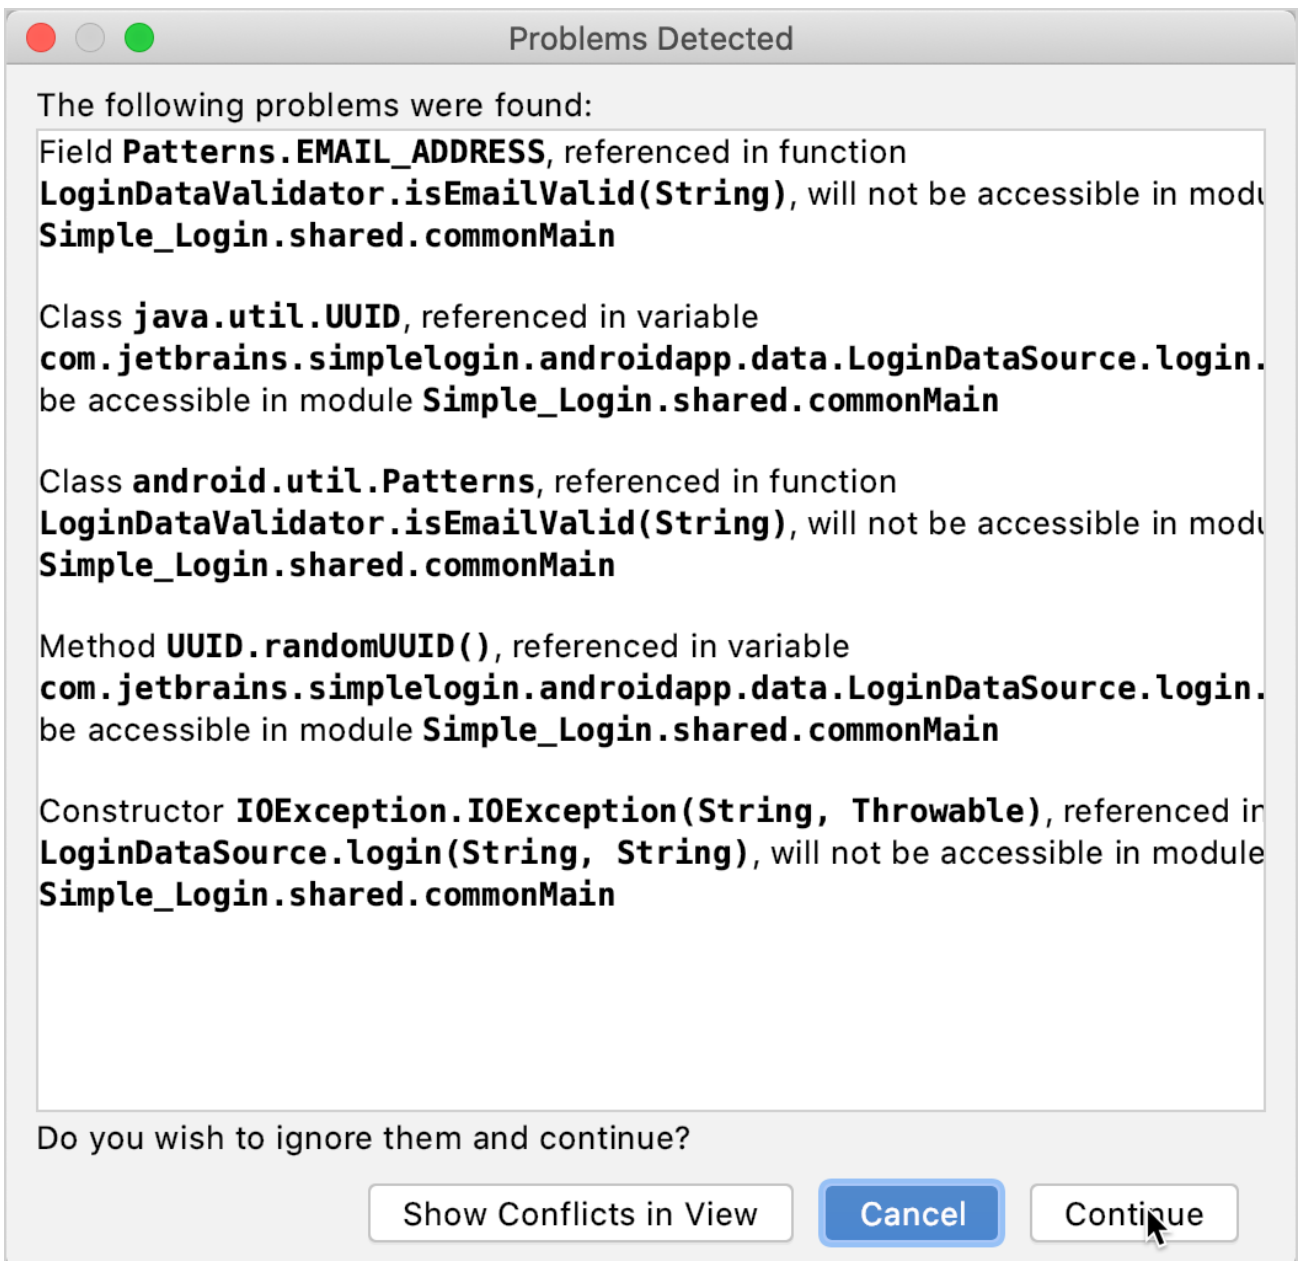 Problems Detected
The following problems were found:
Field Patterns.EMAIL_ADDRESS, referenced in function
LoginDataValidator.isEmailValid(String), will not be accessible in
Simple_Login.shared.commonMain
Class java.util.UUID, referenced in variable
com.jetbrains.simplelogin.androidapp.data.LoginDataSource.login.
be accessible in module Simple_Login.shared.commonMain
Class android.util.Patterns, referenced in function
LoginDataValidator.isEmailValid(String), will not be accessible in
Simple_Login.shared.commonMain
Method UUID.randomUUID(), referenced in variable
com.jetbrains.simplelogin.androidapp.data.LoginDataSource.login.
be accessible in module Simple_Login.shared.commonMain
Constructor IOException.IOException(String, Throwable), referenced in
LoginDataSource.login(String, String), will not be accessible in module
Simple_Login.shared.commonMain
Do you wish to ignore them and continue?
Show Conflicts in View
Cancel
Continue